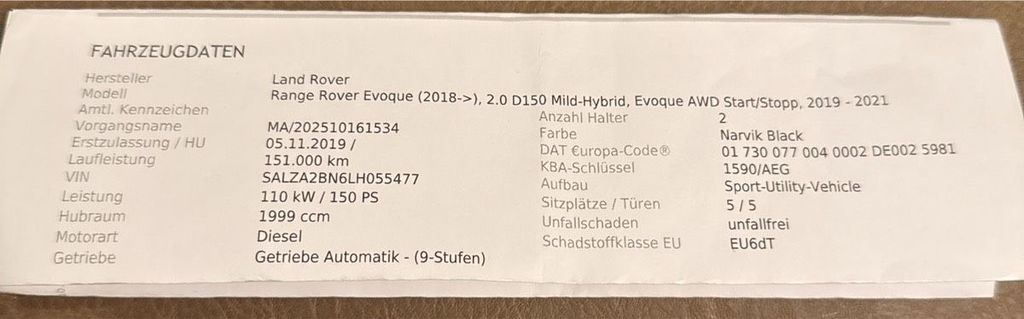 FAHRZEUGDATEN
Hersteller Land Rover
Modell Range Rover Evoque (2018->), 2.0 D150 Mild-Hybrid, Evoque AWD Start/Stopp, 2019 - 2021
Amtl. Kennzeichen Anzahl Halter 2
Vorgangsname MA/202510161534 Farbe Narvik Black
Erstzulassung / HU 05.11.2019 / DAT €uropa-Code® 01 730 077 004 0002 DE002 5981
Laufleistung 151.000 km KBA-Schlüssel 1590/AEG
VIN SALZA2BN6LH055477 Aufbau Sport-Utility-Vehicle
Leistung 110 kW / 150 PS Sitzplätze / Türen 5 / 5
Hubraum 1999 ccm Unfallschaden unfallfrei
Motorart Diesel Schadstoffklasse EU EU6dT
Getriebe Getriebe Automatik - (9-Stufen)